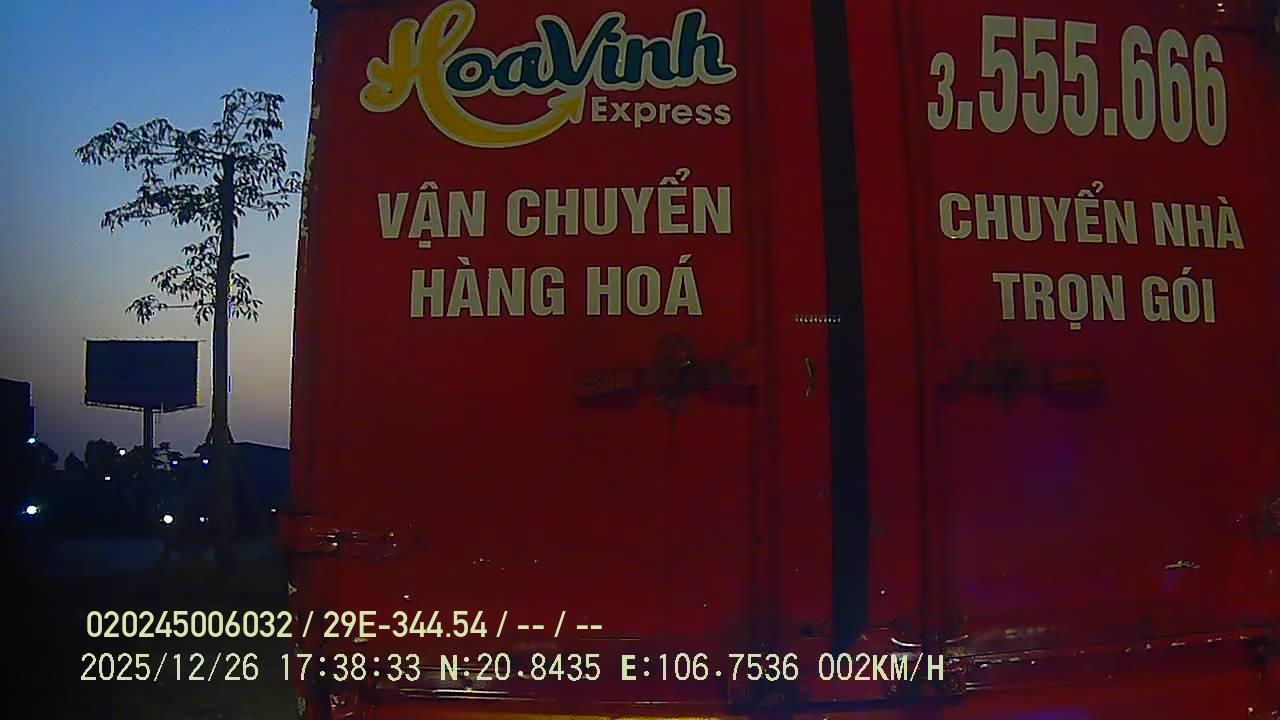 HoaVinh
Express
VẬN CHUYỂN
HÀNG HOÁ
3.555.666
CHUYỂN NHÀ
TRỌN GÓI
020245006032 / 29E-344.54 / -- / --
2025/12/26 17:38:33 N:20.8435 E:106.7536 002KM/H